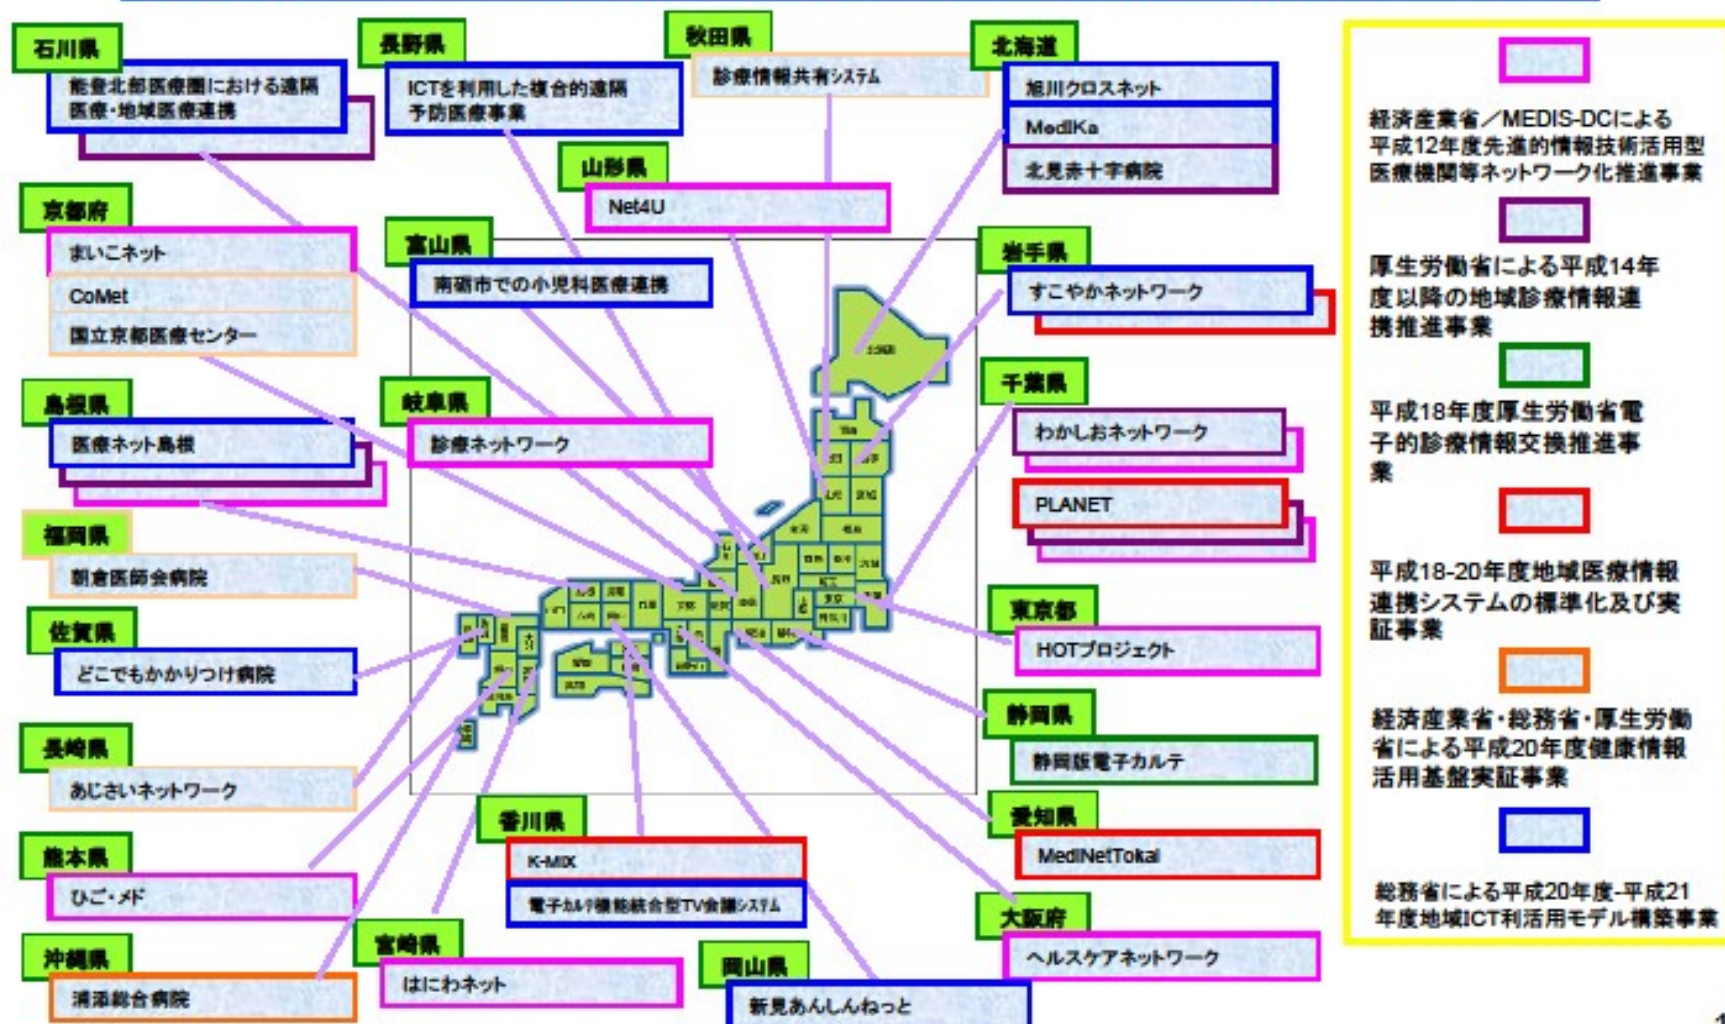 石川県
能登北部医療圏における遠隔
医療・地域医療連携
長野県
ICTを利用した複合的遠隔
予防医療事業
秋田県
診療情報共有システム
北海道
旭川クロスネット
MedIKa
北見赤十字病院
山形県
Net4U
京都府
まいこネット
CoMet
国立京都医療センター
富山県
南砺市での小児科医療連携
岩手県
すこやかネットワーク
島根県
医療ネット島根
岐阜県
診療ネットワーク
千葉県
わかしおネットワーク
PLANET
福岡県
朝倉医師会病院
佐賀県
どこでもかかりつけ病院
東京都
HOTプロジェクト
長崎県
あじさいネットワーク
静岡県
静岡版電子カルテ
熊本県
ひご・メド
香川県
K-MIX
電子カルテ機能統合型TV会議システム
愛知県
MediNetTokai
沖縄県
浦添総合病院
宮崎県
はにわネット
岡山県
新見あんしんねっと
大阪府
ヘルスケアネットワーク
経済産業省／MEDIS-DCによる
平成12年度先進的情報技術活用型
医療機関等ネットワーク化推進事業
厚生労働省による平成14年
度以降の地域診療情報連
携推進事業
平成18年度厚生労働省電
子的診療情報交換推進事
業
平成18-20年度地域医療情報
連携システムの標準化及び実
証事業
経済産業省・総務省・厚生労働
省による平成20年度健康情報
活用基盤実証事業
総務省による平成20年度-平成21
年度地域ICT利活用モデル構築事業